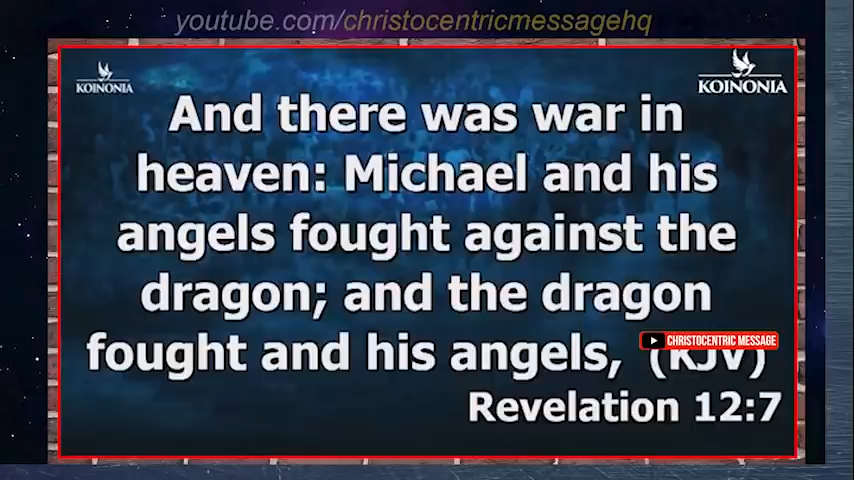 youtube.com/christocentricmessagehq
KOINONIA
KOINONIA
And there was war in
heaven: Michael and his
angels fought against the
dragon; and the dragon
fought and his angels, (KJV)
CHRISTOCENTRIC MESSAGE
Revelation 12:7